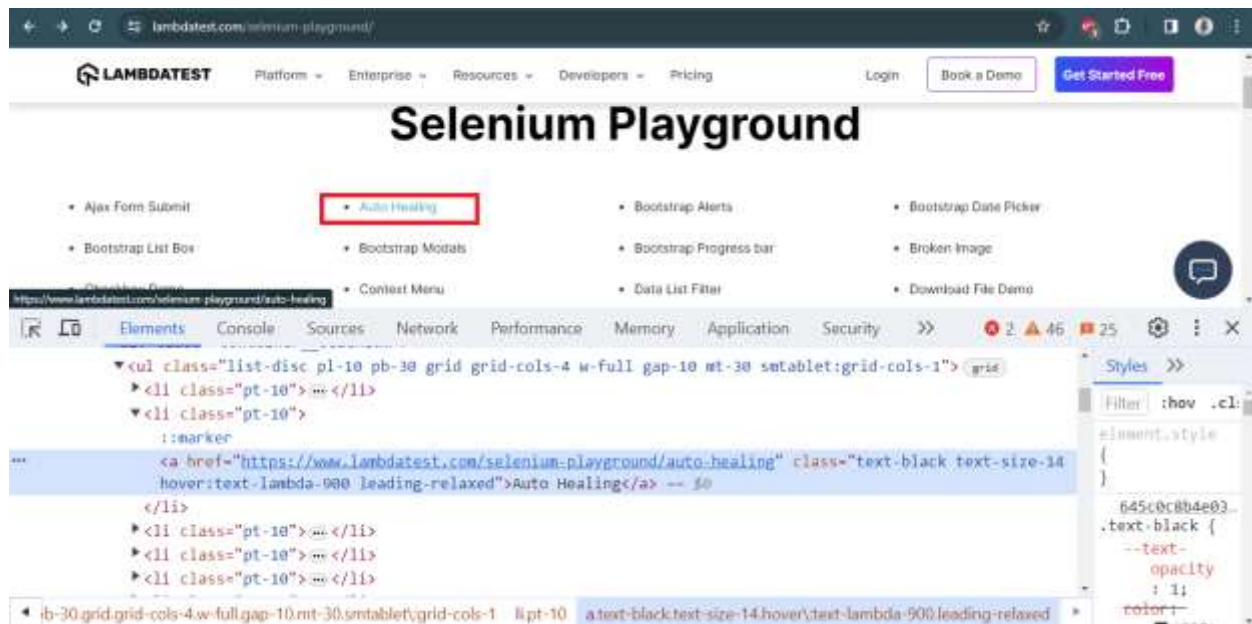 lambdatest.com/selenium-playground/
LAMBDATEST Platform Enterprise Resources Developers Pricing Login Book a Demo Get Started Free
Selenium Playground
• Ajax Form Submit • Auto Healing • Bootstrap Alerts • Bootstrap Date Picker
• Bootstrap List Box • Bootstrap Modals • Bootstrap Progress bar • Broken Image
• Checkbox Demo • Context Menu • Data List Filter • Download File Demo
https://www.lambdatest.com/selenium-playground/auto-healing
Elements Console Sources Network Performance Memory Application Security >> 2 46 25
▼<ul class="list-disc pl-10 pb-30 grid grid-cols-4 w-full gap-10 mt-30 smtablet:grid-cols-1"> grid
Styles >>
▶<li class="pt-10"> … </li>
Filter :hov .cls
▼<li class="pt-10">
::marker
element.style
{
<a href="https://www.lambdatest.com/selenium-playground/auto-healing" class="text-black text-size-14
hover:text-lambda-900 leading-relaxed">Auto Healing</a> == $0
}
</li>
645c0c8b4e03…
▶<li class="pt-10"> … </li>
.text-black {
▶<li class="pt-10"> … </li>
--text-
opacity
▶<li class="pt-10"> … </li>
: 1;
color:
ib-30.grid.grid-cols-4.w-full.gap-10.mt-30.smtablet\:grid-cols-1 li.pt-10 a.text-black.text-size-14.hover\:text-lambda-900.leading-relaxed